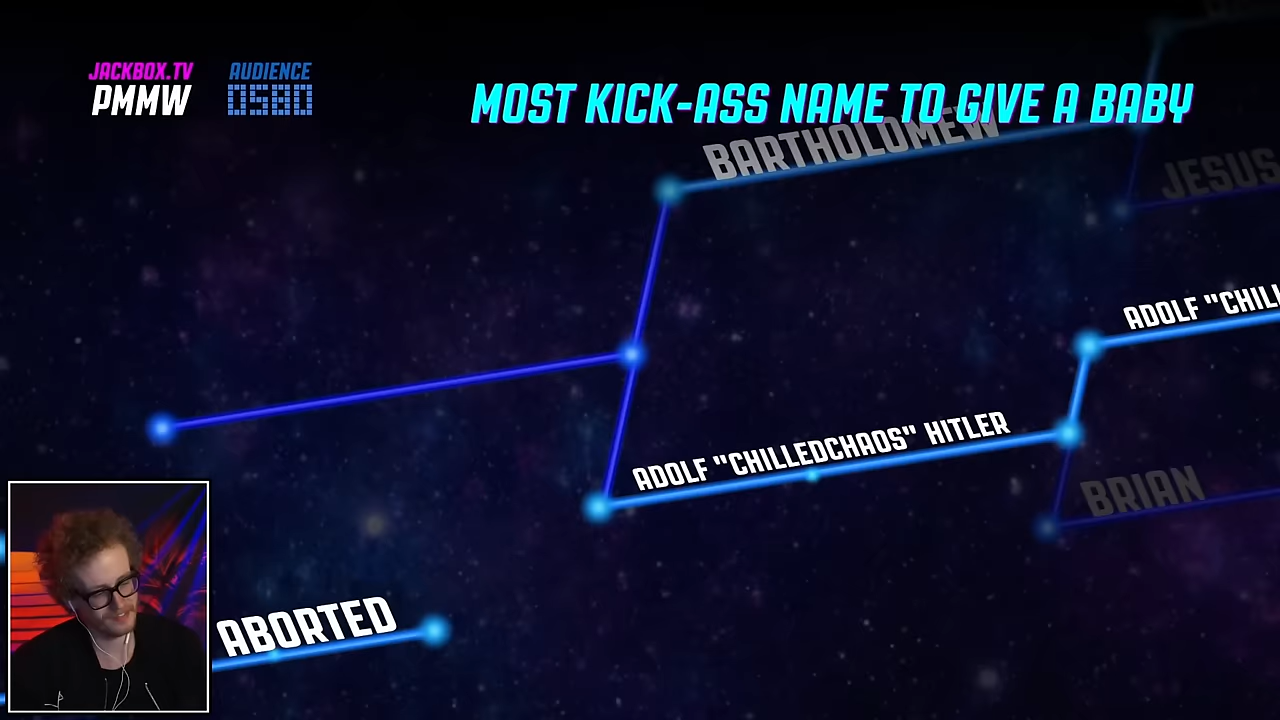 JACKBOX.TV
PMMW
AUDIENCE
0580
MOST KICK-ASS NAME TO GIVE A BABY
BARTHOLOMEW
JESUS
ADOLF "CHILL
ADOLF "CHILLEDCHAOS" HITLER
BRIAN
ABORTED